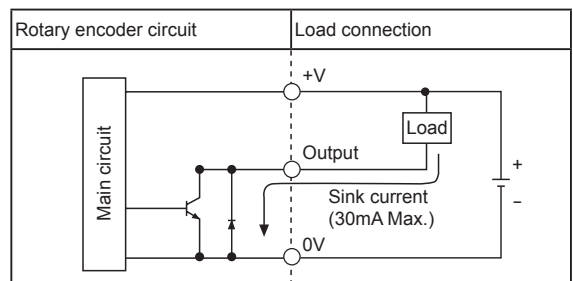 Rotary encoder circuit
Load connection
+V
Load
Main circuit
Output
+
Sink current
(30mA Max.)
−
0V